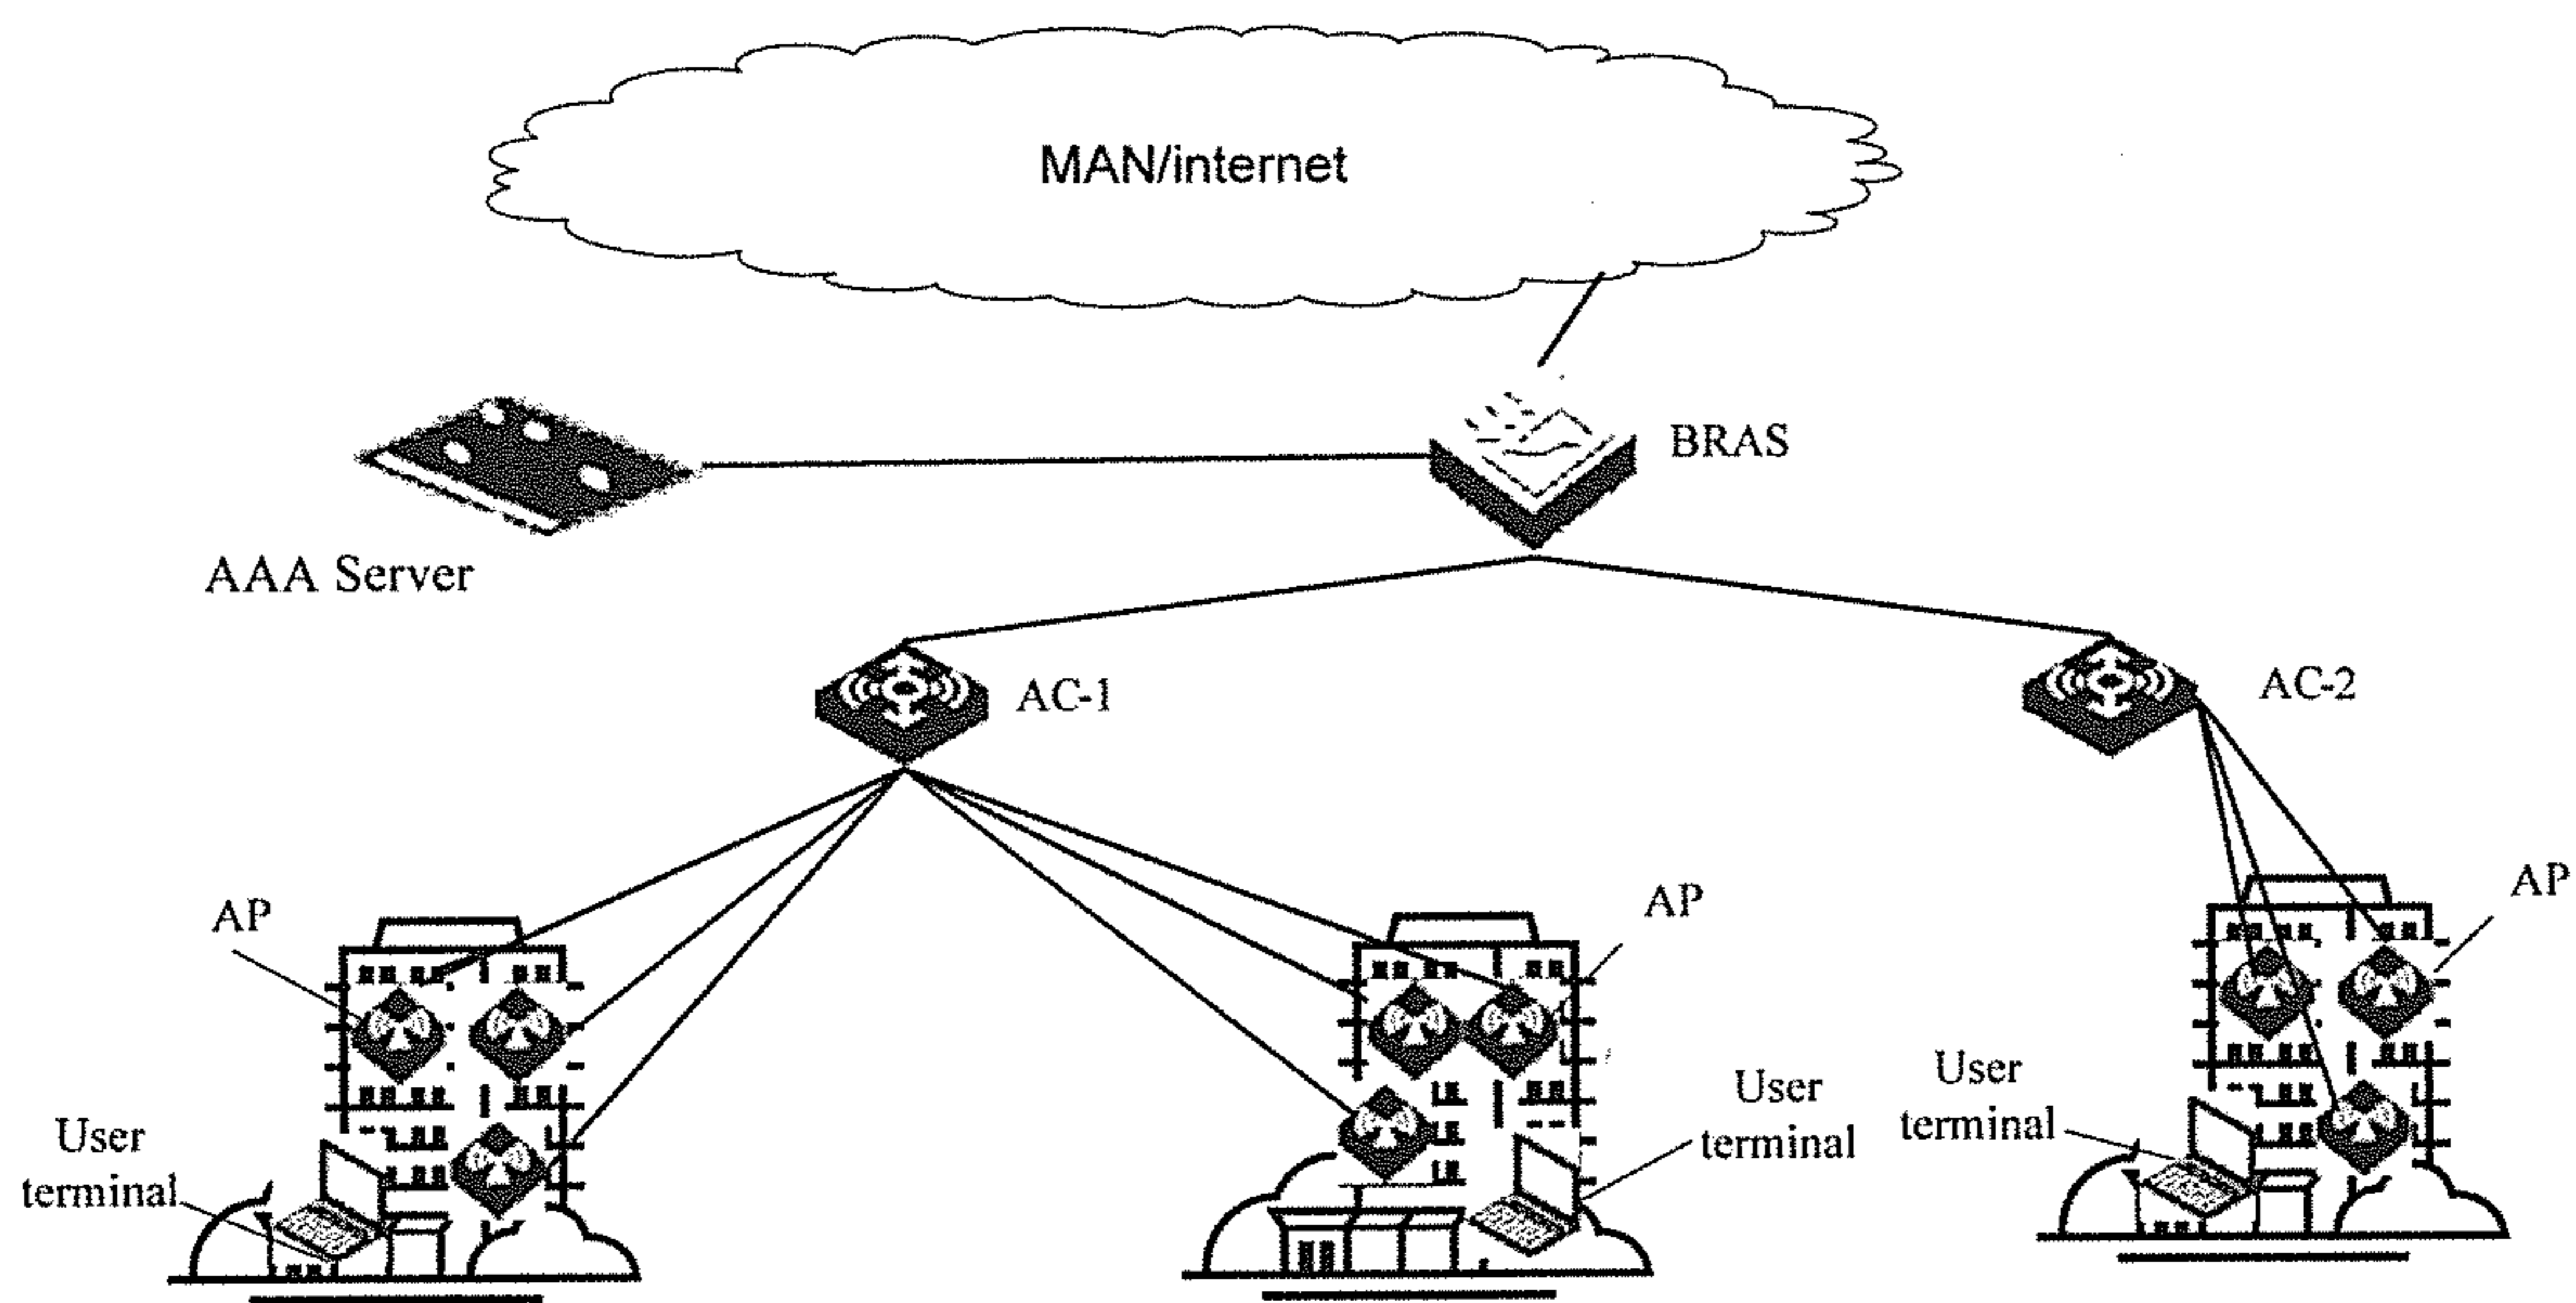 MAN/internet
BRAS
AAA Server
AC-1
AC-2
AP
AP
AP
User
terminal
User
terminal
User
terminal